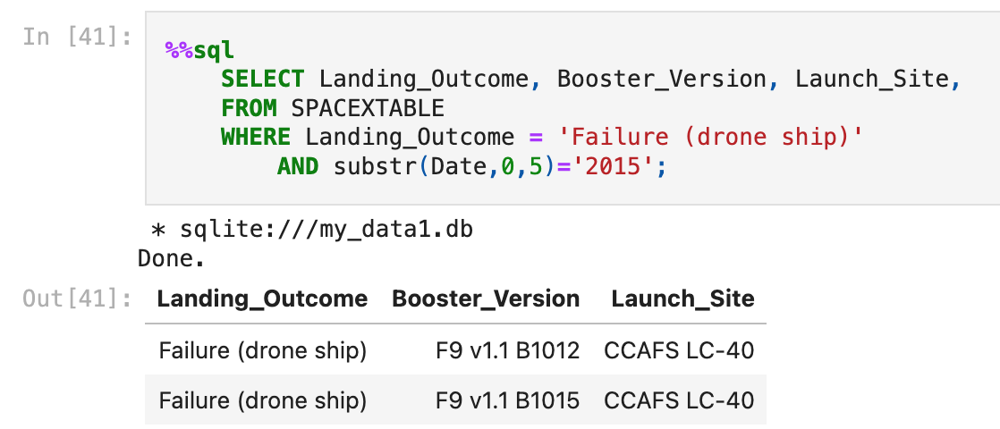 In [41]:
%%sql
SELECT Landing_Outcome, Booster_Version, Launch_Site,
FROM SPACEXTABLE
WHERE Landing_Outcome = 'Failure (drone ship)'
AND substr(Date,0,5)='2015';
* sqlite:///my_data1.db
Done.
Out[41]:
Landing_Outcome Booster_Version Launch_Site
Failure (drone ship) F9 v1.1 B1012 CCAFS LC-40
Failure (drone ship) F9 v1.1 B1015 CCAFS LC-40